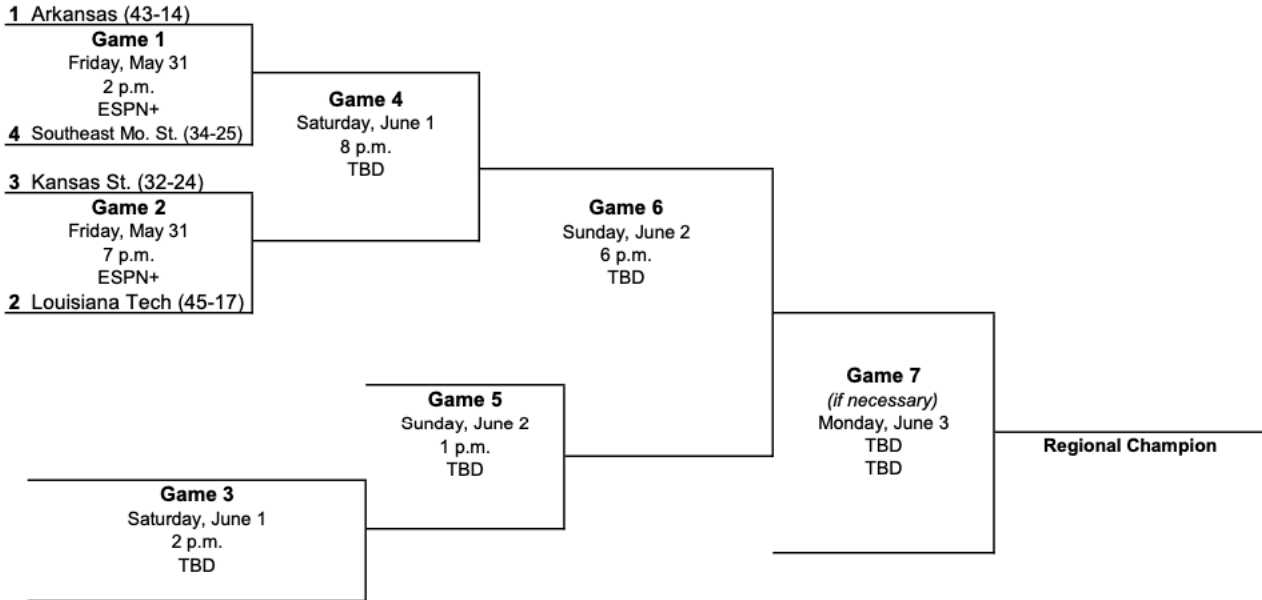 1 Arkansas (43-14)
Game 1
Friday, May 31
2 p.m.
ESPN+
4 Southeast Mo. St. (34-25)
3 Kansas St. (32-24)
Game 2
Friday, May 31
7 p.m.
ESPN+
2 Louisiana Tech (45-17)
Game 4
Saturday, June 1
8 p.m.
TBD
Game 6
Sunday, June 2
6 p.m.
TBD
Game 5
Sunday, June 2
1 p.m.
TBD
Game 3
Saturday, June 1
2 p.m.
TBD
Game 7
(if necessary)
Monday, June 3
TBD
TBD
Regional Champion